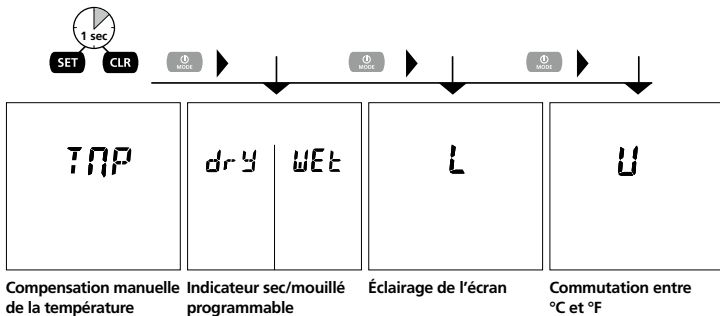 1 sec
SET CLR
MODE MODE MODE
TMP dry WEt L U
Compensation manuelle
de la température
Indicateur sec/mouillé
programmable
Éclairage de l'écran
Commutation entre
°C et °F